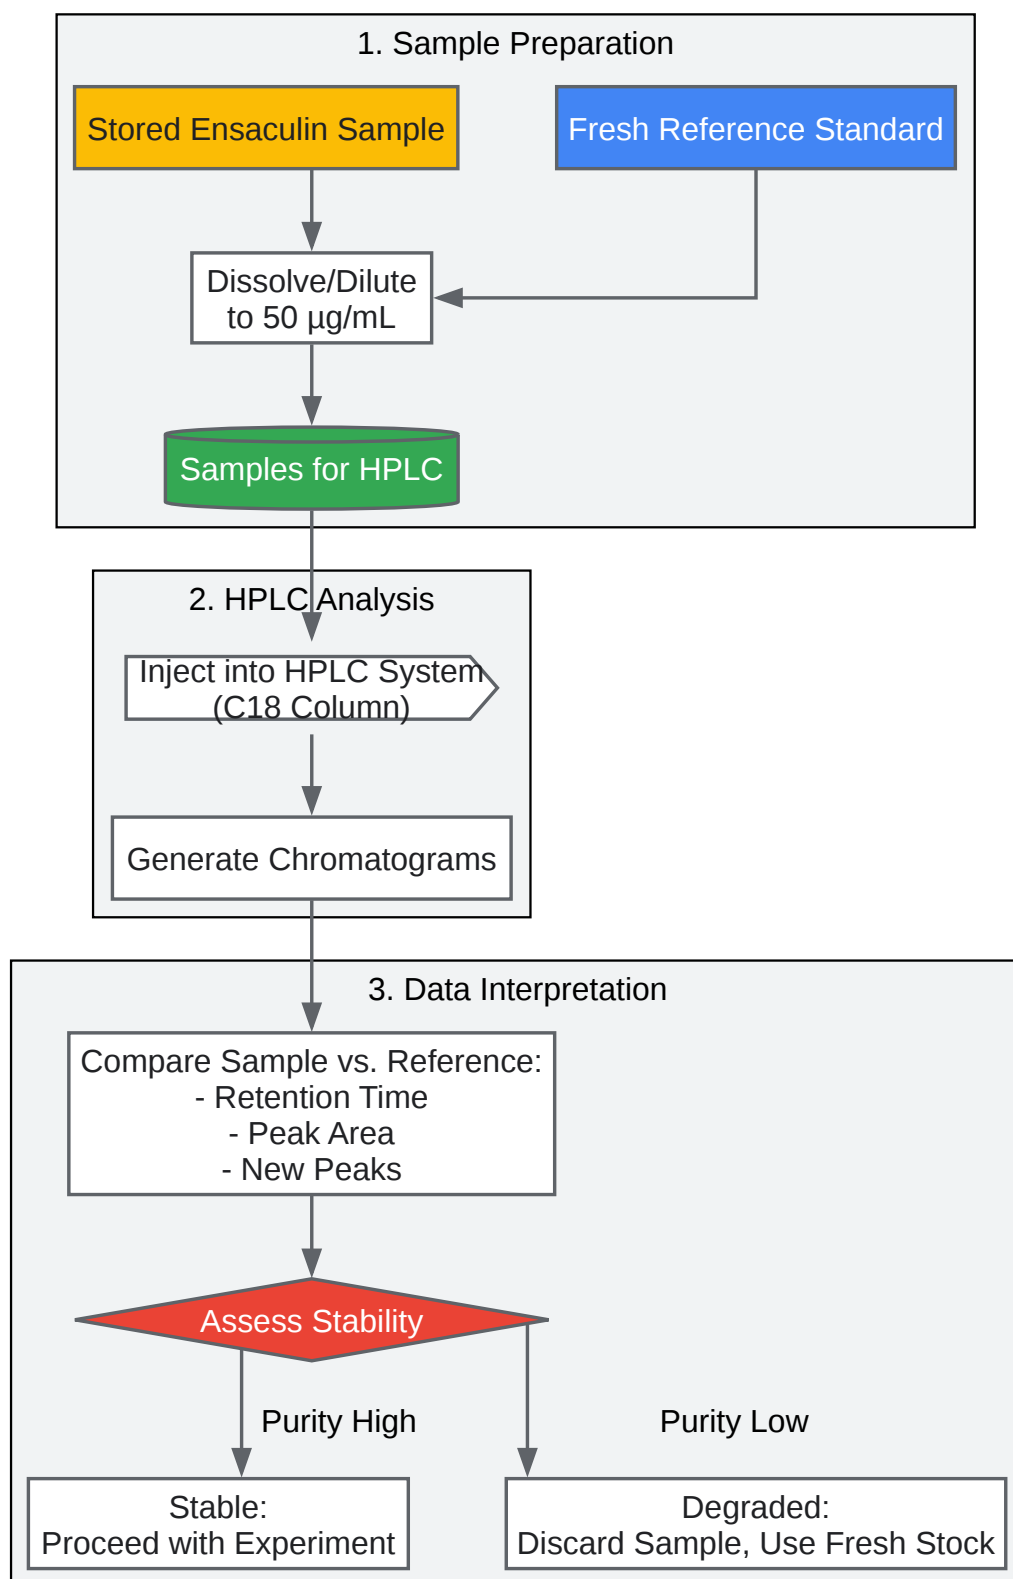 1. Sample Preparation
Stored Ensaculin Sample
Fresh Reference Standard
Dissolve/Dilute
to 50 µg/mL
Samples for HPLC
2. HPLC Analysis
Inject into HPLC System
(C18 Column)
Generate Chromatograms
3. Data Interpretation
Compare Sample vs. Reference:
- Retention Time
- Peak Area
- New Peaks
Assess Stability
Purity High
Purity Low
Stable:
Proceed with Experiment
Degraded:
Discard Sample, Use Fresh Stock